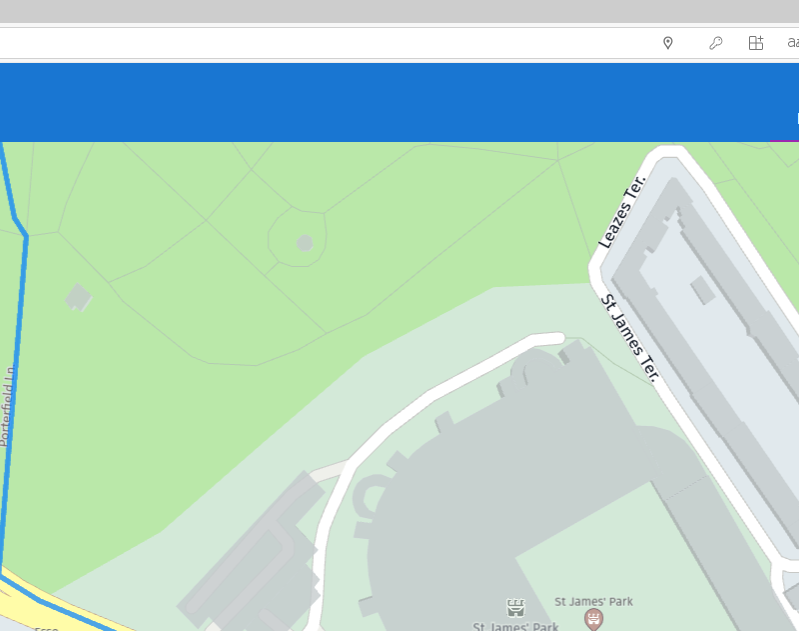 Leazes Ter.
St James Ter.
Porterfield Ln
St James' Park
St James' Park